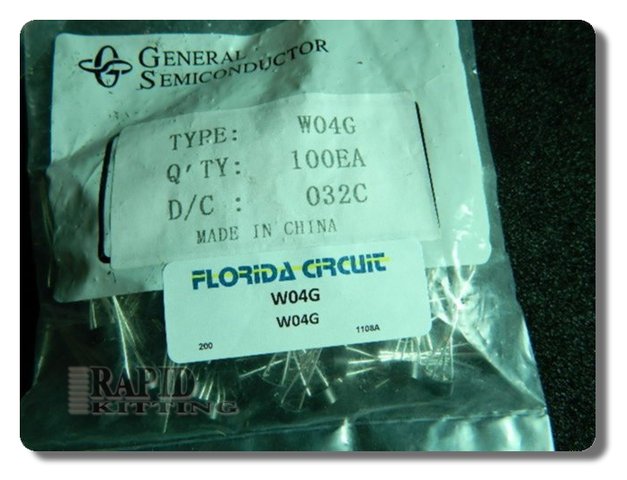 GENERAL
SEMICONDUCTOR
TYPE: W04G
Q'TY: 100EA
D/C : 032C
MADE IN CHINA
FLORIDA CIRCUIT
W04G
W04G
200 1108A
RAPID
KITTING